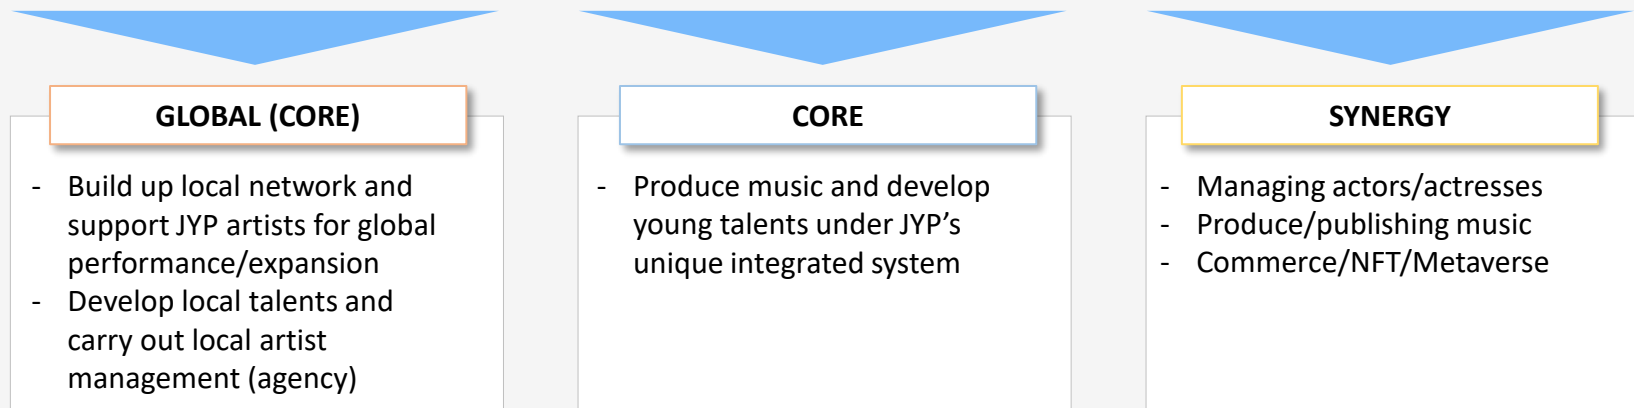 GLOBAL (CORE)
- Build up local network and
support JYP artists for global
performance/expansion
- Develop local talents and
carry out local artist
management (agency)
CORE
- Produce music and develop
young talents under JYP’s
unique integrated system
SYNERGY
- Managing actors/actresses
- Produce/publishing music
- Commerce/NFT/Metaverse